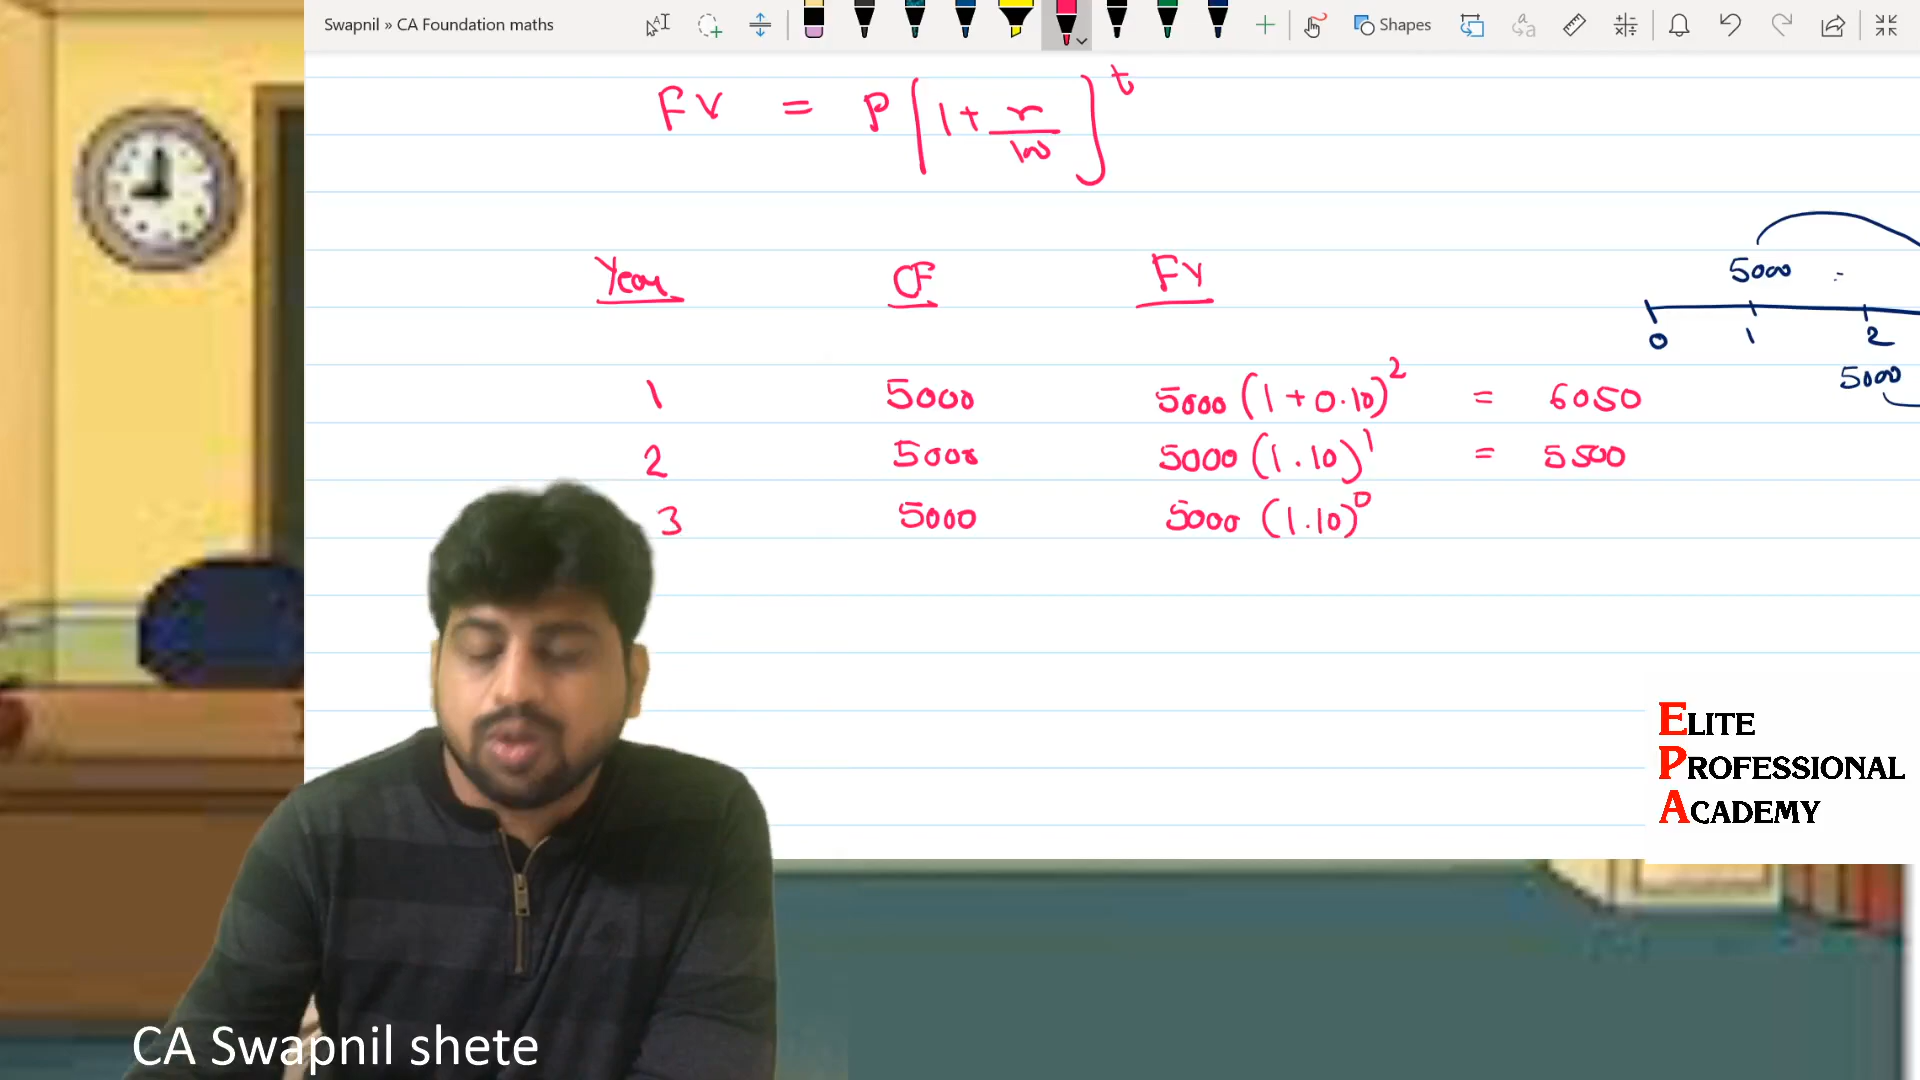 Swapnil » CA Foundation maths
Shapes
FV = P[1 + r/100]^t
Year CF FV
1 5000 5000 (1 + 0.10)^2 = 6050
2 5000 5000 (1.10)^1 = 5500
3 5000 5000 (1.10)^0
5000
0 1 2
5000
ELITE
PROFESSIONAL
ACADEMY
CA Swapnil shete